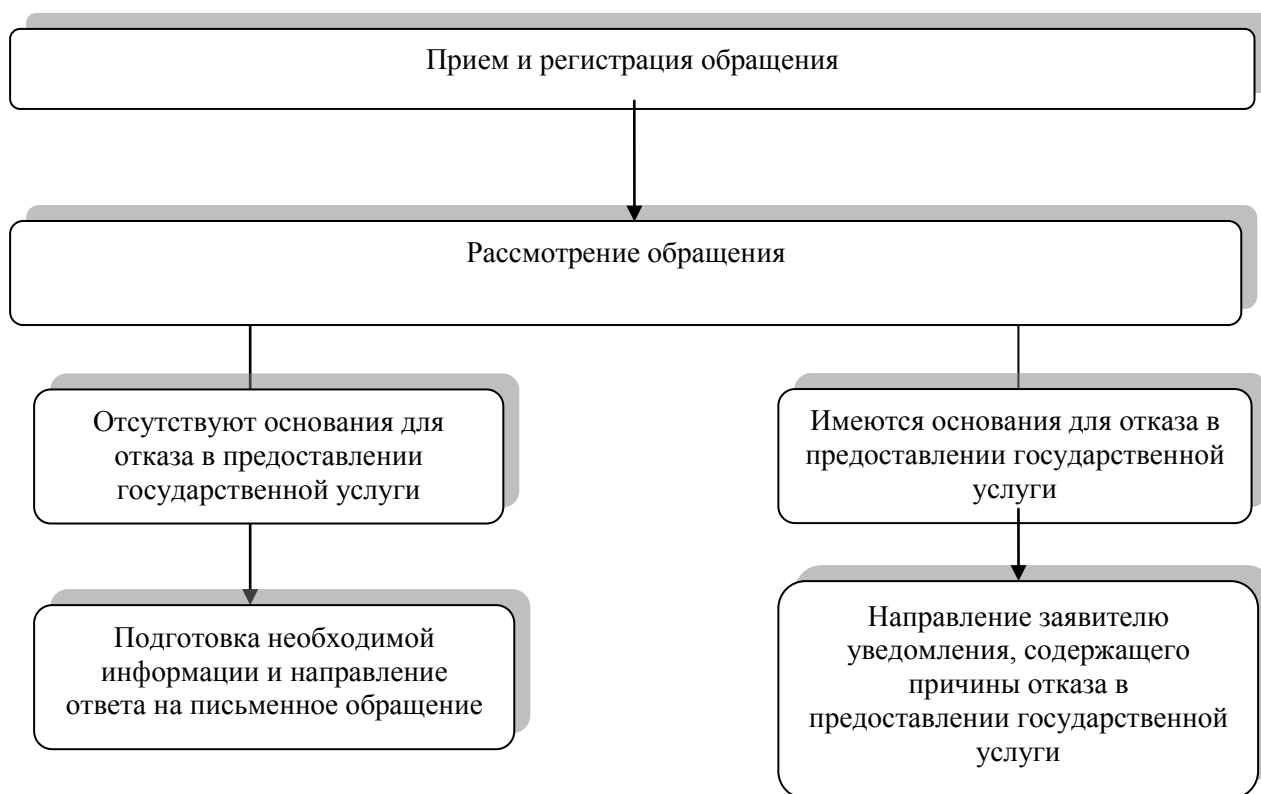 Прием и регистрация обращения
Рассмотрение обращения
Отсутствуют основания для
отказа в предоставлении
государственной услуги
Имеются основания для отказа в
предоставлении государственной
услуги
Подготовка необходимой
информации и направление
ответа на письменное обращение
Направление заявителю
уведомления, содержащего
причины отказа в
предоставлении государственной
услуги